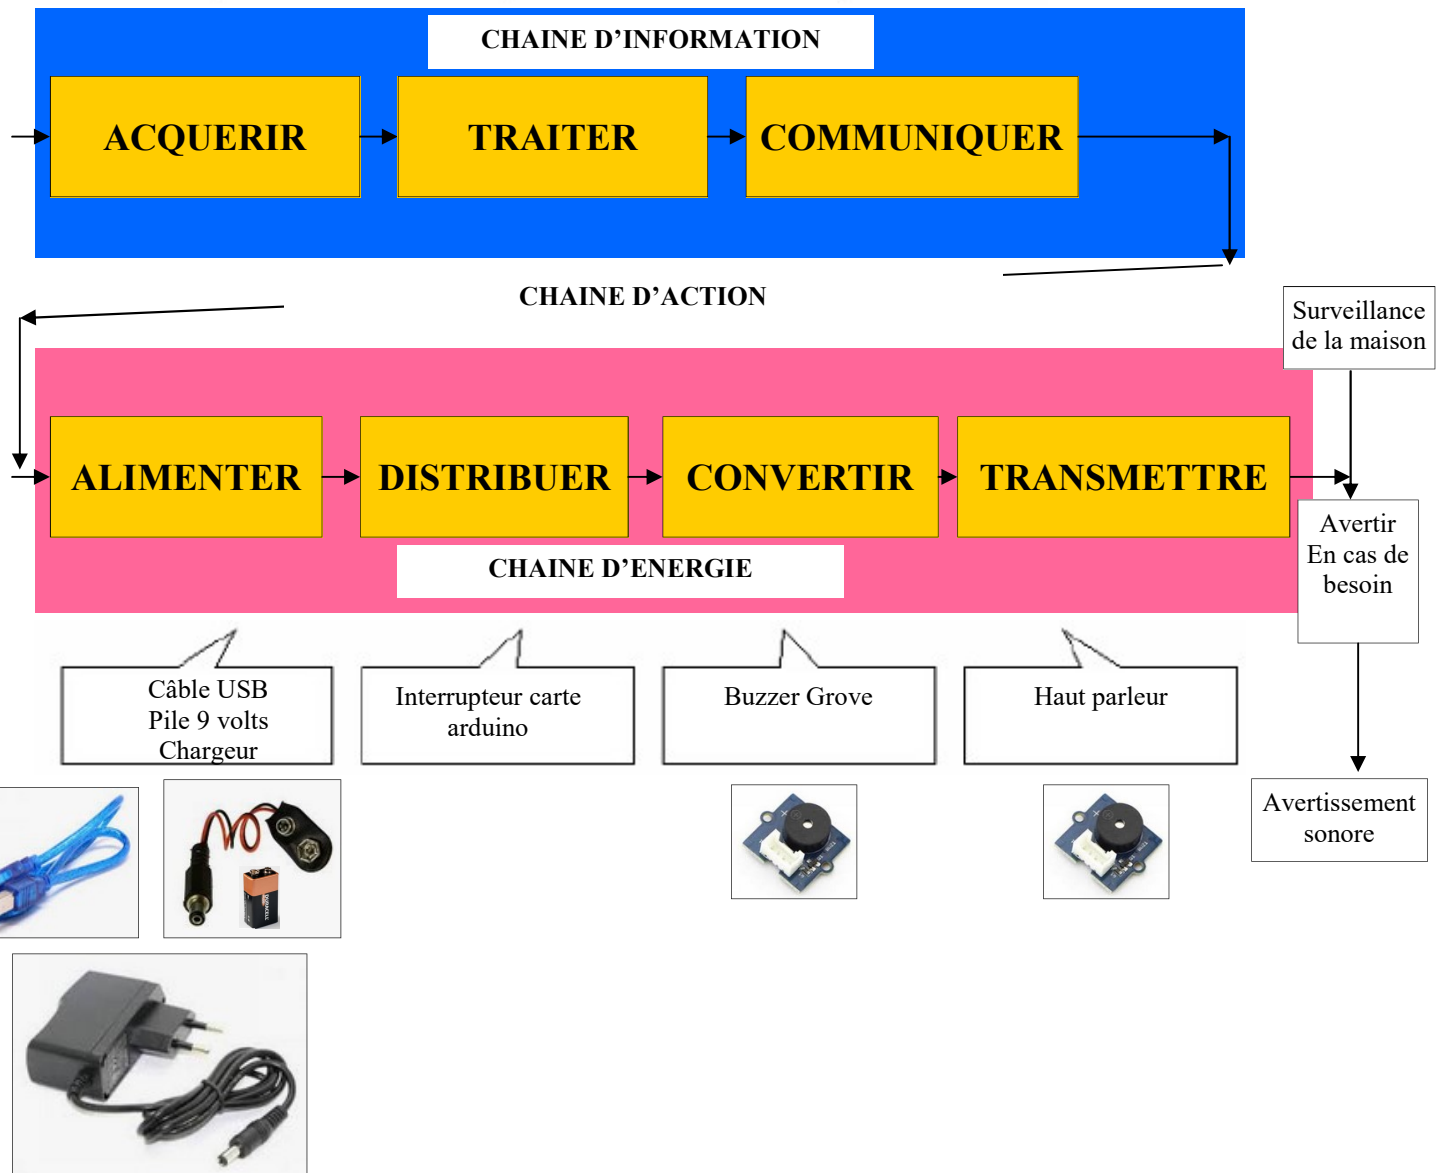 CHAINE D’INFORMATION
ACQUERIR
TRAITER
COMMUNIQUER
CHAINE D’ACTION
Surveillance
de la maison
ALIMENTER
DISTRIBUER
CONVERTIR
TRANSMETTRE
CHAINE D’ENERGIE
Avertir
En cas de
besoin
Câble USB
Pile 9 volts
Chargeur
Interrupteur carte
arduino
Buzzer Grove
Haut parleur
Avertissement
sonore
DURACELL